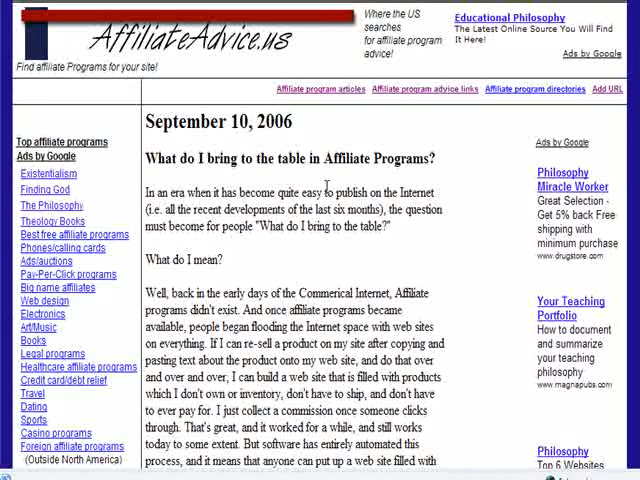 AffiliateAdvice.us
Find affiliate Programs for your site!
Where the US
searches
for affiliate program
advice!
Educational Philosophy
The Latest Online Source You Will Find
It Here!
Ads by Google
Affiliate program articles Affiliate program advice links Affiliate program directories Add URL
Top affiliate programs
Ads by Google
Existentialism
Finding God
The Philosophy
Theology Books
Best free affiliate programs
Phones/calling cards
Ads/auctions
Pay-Per-Click programs
Big name affiliates
Web design
Electronics
Art/Music
Books
Legal programs
Healthcare affiliate programs
Credit card/debt relief
Travel
Dating
Sports
Casino programs
Foreign affiliate programs
(Outside North America)
September 10, 2006
What do I bring to the table in Affiliate Programs?
In an era when it has become quite easy to publish on the Internet
(i.e. all the recent developments of the last six months), the question
must become for people "What do I bring to the table?"
What do I mean?
Well, back in the early days of the Commerical Internet, Affiliate
programs didn't exist. And once affiliate programs became
available, people began flooding the Internet space with web sites
on everything. If I can re-sell a product on my site after copying and
pasting text about the product onto my web site, and do that over
and over and over, I can build a web site that is filled with products
which I don't own or inventory, don't have to ship, and don't have
to ever pay for. I just collect a commission once someone clicks
through. That's great, and it worked for a while, and still works
today to some extent. But software has entirely automated this
process, and it means that anyone can put up a web site filled with
Ads by Google
Philosophy
Miracle Worker
Great Selection -
Get 5% back Free
shipping with
minimum purchase
www.drugstore.com
Your Teaching
Portfolio
How to document
and summarize
your teaching
philosophy
www.magnapubs.com
Philosophy
Top 6 Websites